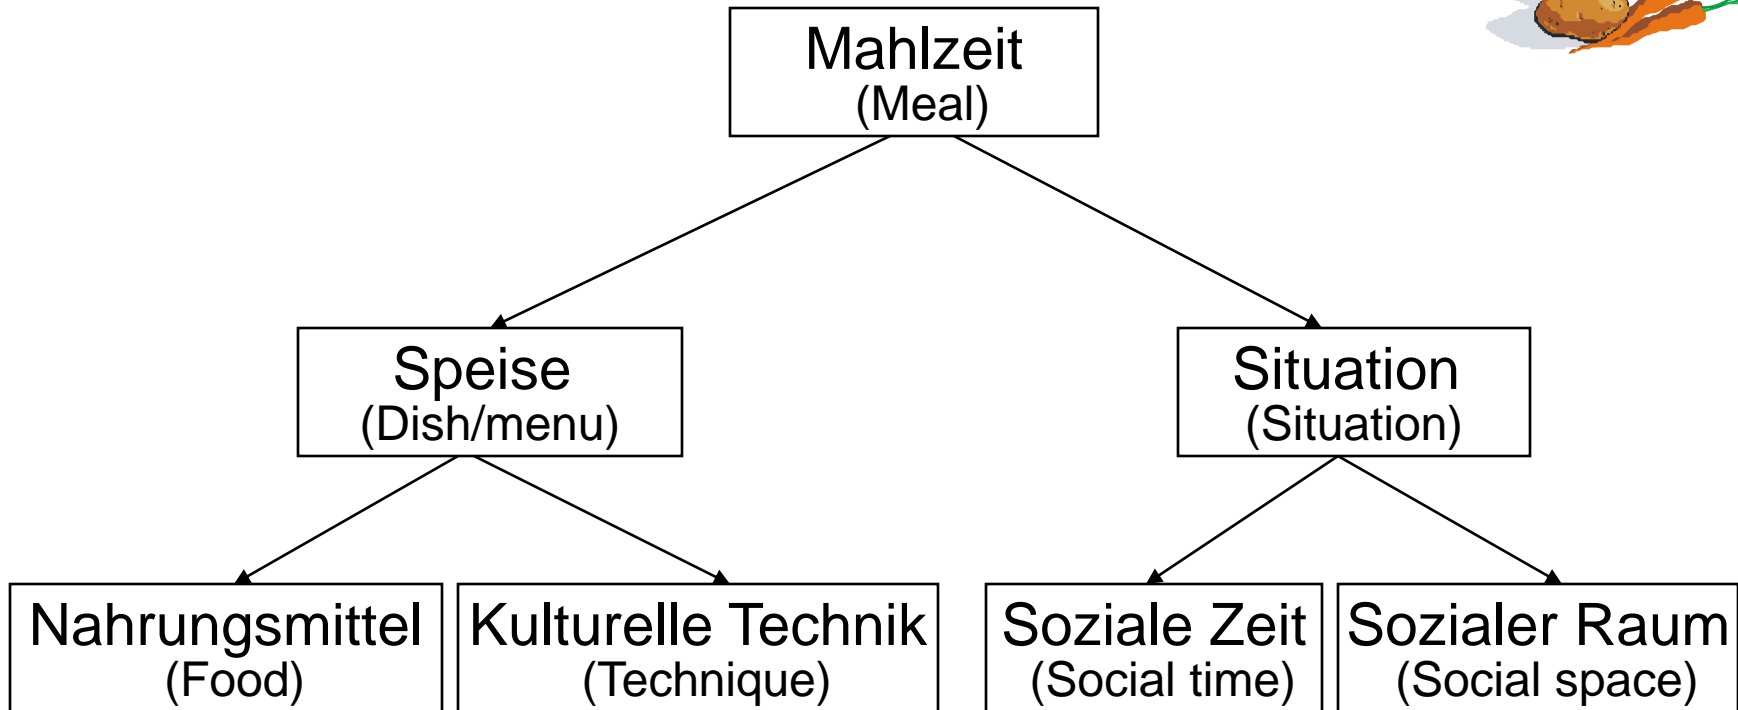 Mahlzeit
(Meal)
Speise
(Dish/menu)
Situation
(Situation)
Nahrungsmittel
(Food)
Kulturelle Technik
(Technique)
Soziale Zeit
(Social time)
Sozialer Raum
(Social space)